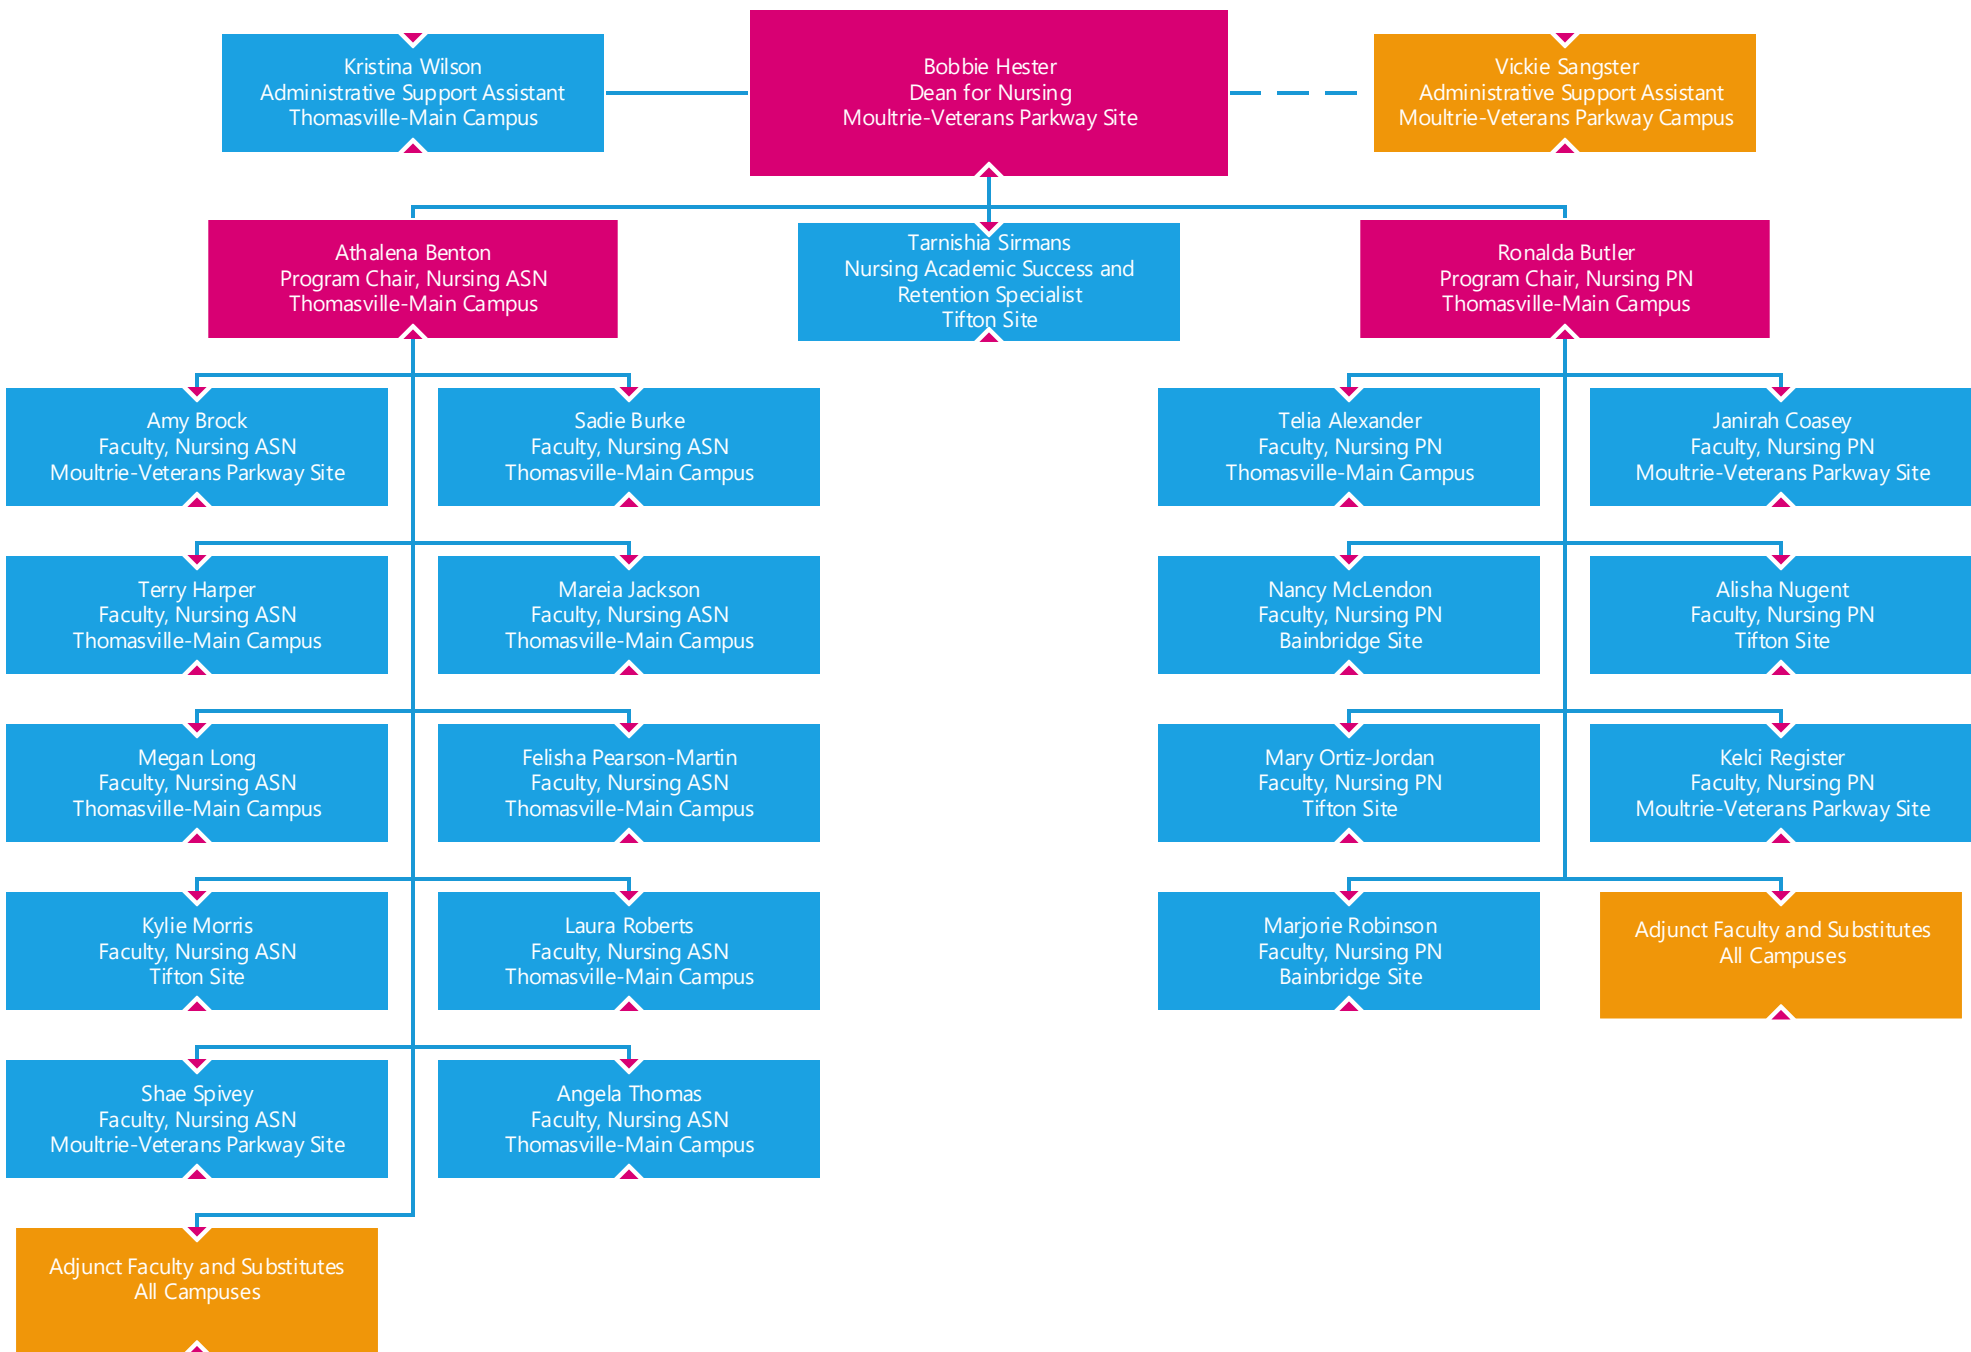 Kristina Wilson
Administrative Support Assistant
Thomasville-Main Campus
Bobbie Hester
Dean for Nursing
Moultrie-Veterans Parkway Site
Vickie Sangster
Administrative Support Assistant
Moultrie-Veterans Parkway Campus
Athalena Benton
Program Chair, Nursing ASN
Thomasville-Main Campus
Tarnishia Sirmans
Nursing Academic Success and
Retention Specialist
Tifton Site
Ronalda Butler
Program Chair, Nursing PN
Thomasville-Main Campus
Amy Brock
Faculty, Nursing ASN
Moultrie-Veterans Parkway Site
Sadie Burke
Faculty, Nursing ASN
Thomasville-Main Campus
Telia Alexander
Faculty, Nursing PN
Thomasville-Main Campus
Janirah Coasey
Faculty, Nursing PN
Moultrie-Veterans Parkway Site
Terry Harper
Faculty, Nursing ASN
Thomasville-Main Campus
Mareia Jackson
Faculty, Nursing ASN
Thomasville-Main Campus
Nancy McLendon
Faculty, Nursing PN
Bainbridge Site
Alisha Nugent
Faculty, Nursing PN
Tifton Site
Megan Long
Faculty, Nursing ASN
Thomasville-Main Campus
Felisha Pearson-Martin
Faculty, Nursing ASN
Thomasville-Main Campus
Mary Ortiz-Jordan
Faculty, Nursing PN
Tifton Site
Kelci Register
Faculty, Nursing PN
Moultrie-Veterans Parkway Site
Kylie Morris
Faculty, Nursing ASN
Tifton Site
Laura Roberts
Faculty, Nursing ASN
Thomasville-Main Campus
Marjorie Robinson
Faculty, Nursing PN
Bainbridge Site
Adjunct Faculty and Substitutes
All Campuses
Shae Spivey
Faculty, Nursing ASN
Moultrie-Veterans Parkway Site
Angela Thomas
Faculty, Nursing ASN
Thomasville-Main Campus
Adjunct Faculty and Substitutes
All Campuses